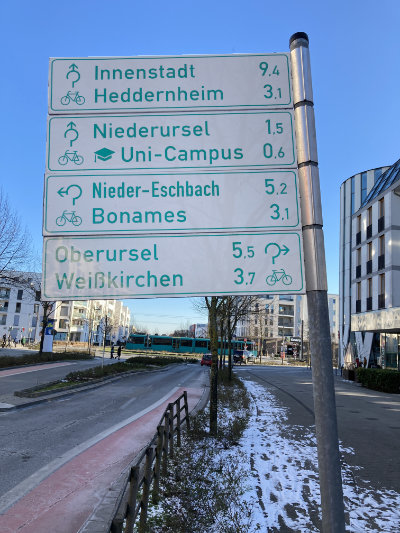 Innenstadt 9,4
Heddernheim 3,1
Niederursel 1,5
Uni-Campus 0,6
Nieder-Eschbach 5,2
Bonames 3,1
Oberursel 5,5
Weißkirchen 3,7